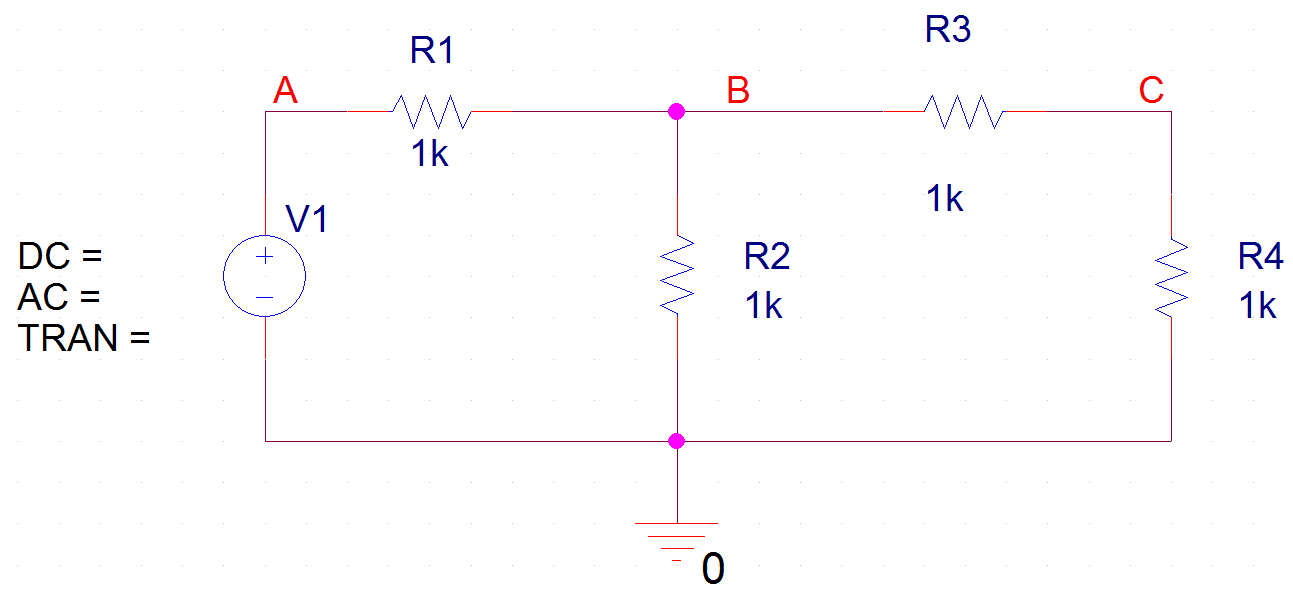 R1
R3
A
B
C
1k
1k
V1
DC =
AC =
TRAN =
+
−
R2
1k
R4
1k
0